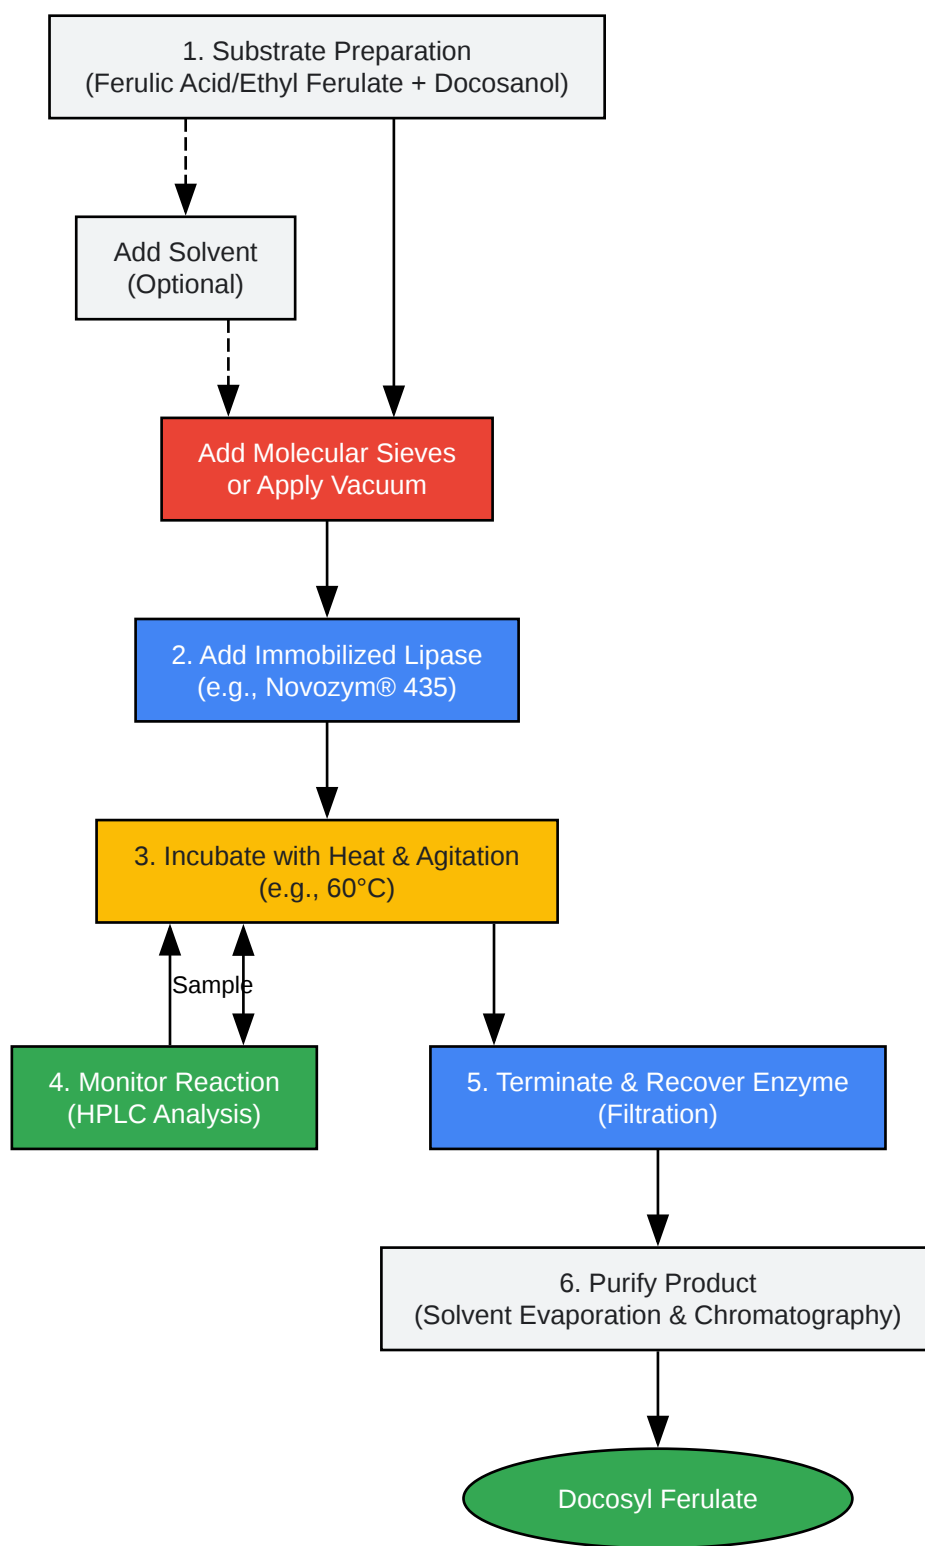 1. Substrate Preparation
(Ferulic Acid/Ethyl Ferulate + Docosanol)
Add Solvent
(Optional)
Add Molecular Sieves
or Apply Vacuum
2. Add Immobilized Lipase
(e.g., Novozym® 435)
3. Incubate with Heat & Agitation
(e.g., 60°C)
Sample
4. Monitor Reaction
(HPLC Analysis)
5. Terminate & Recover Enzyme
(Filtration)
6. Purify Product
(Solvent Evaporation & Chromatography)
Docosyl Ferulate